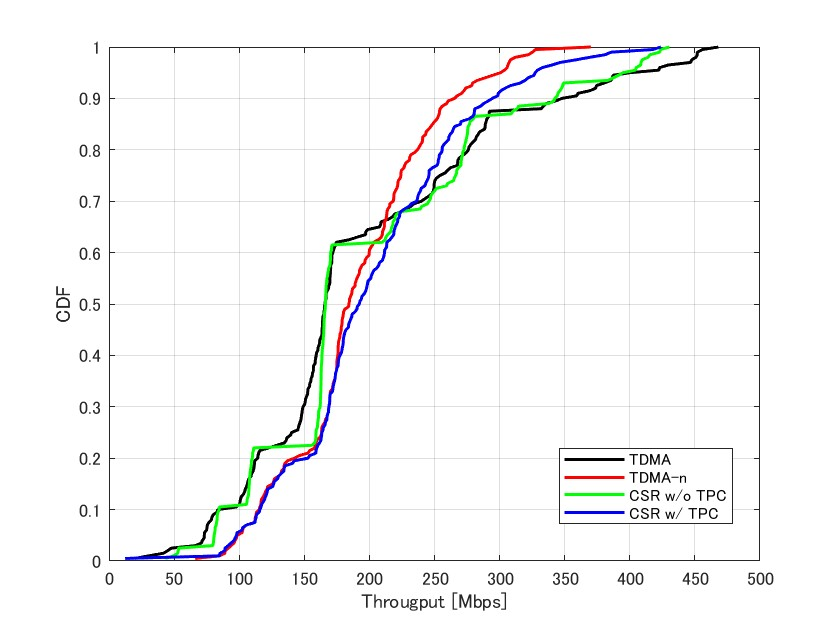 1
0.9
0.8
0.7
0.6
0.5
0.4
0.3
0.2
0.1
0
CDF
TDMA
TDMA-n
CSR w/o TPC
CSR w/ TPC
0 50 100 150 200 250 300 350 400 450 500
Througput [Mbps]